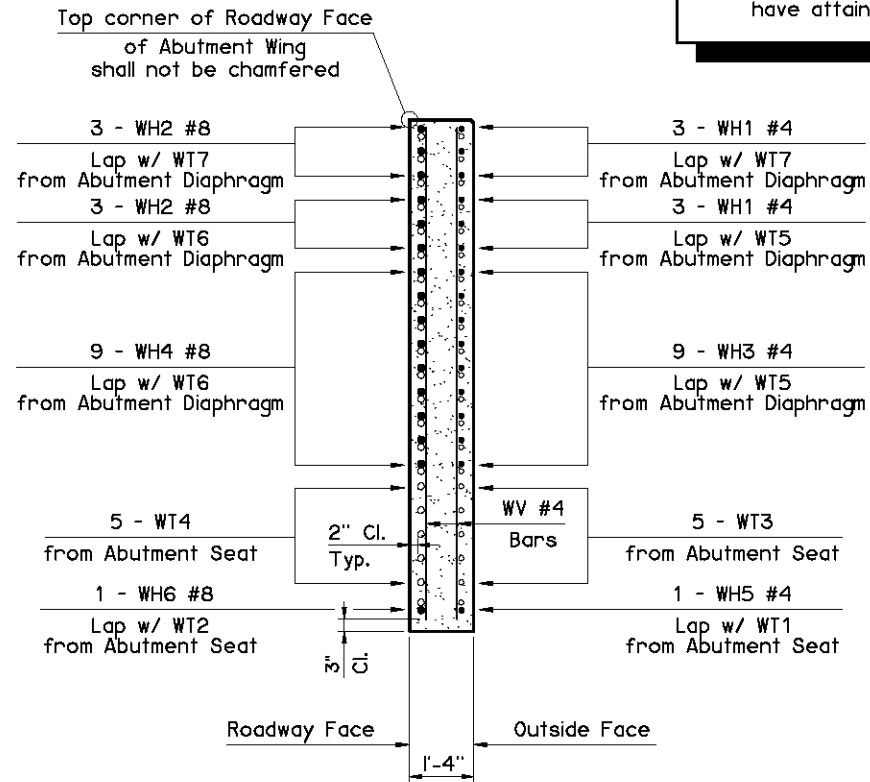 have attain
Top corner of Roadway Face
of Abutment Wing
shall not be chamfered
3 - WH2 #8
Lap w/ WT7
from Abutment Diaphragm
3 - WH2 #8
Lap w/ WT6
from Abutment Diaphragm
9 - WH4 #8
Lap w/ WT6
from Abutment Diaphragm
5 - WT4
from Abutment Seat
1 - WH6 #8
Lap w/ WT2
from Abutment Seat
3 - WH1 #4
Lap w/ WT7
from Abutment Diaphragm
3 - WH1 #4
Lap w/ WT5
from Abutment Diaphragm
9 - WH3 #4
Lap w/ WT5
from Abutment Diaphragm
5 - WT3
from Abutment Seat
1 - WH5 #4
Lap w/ WT1
from Abutment Seat
2" Cl.
Typ.
WV #4
Bars
3"
Cl.
Roadway Face
Outside Face
1'-4"